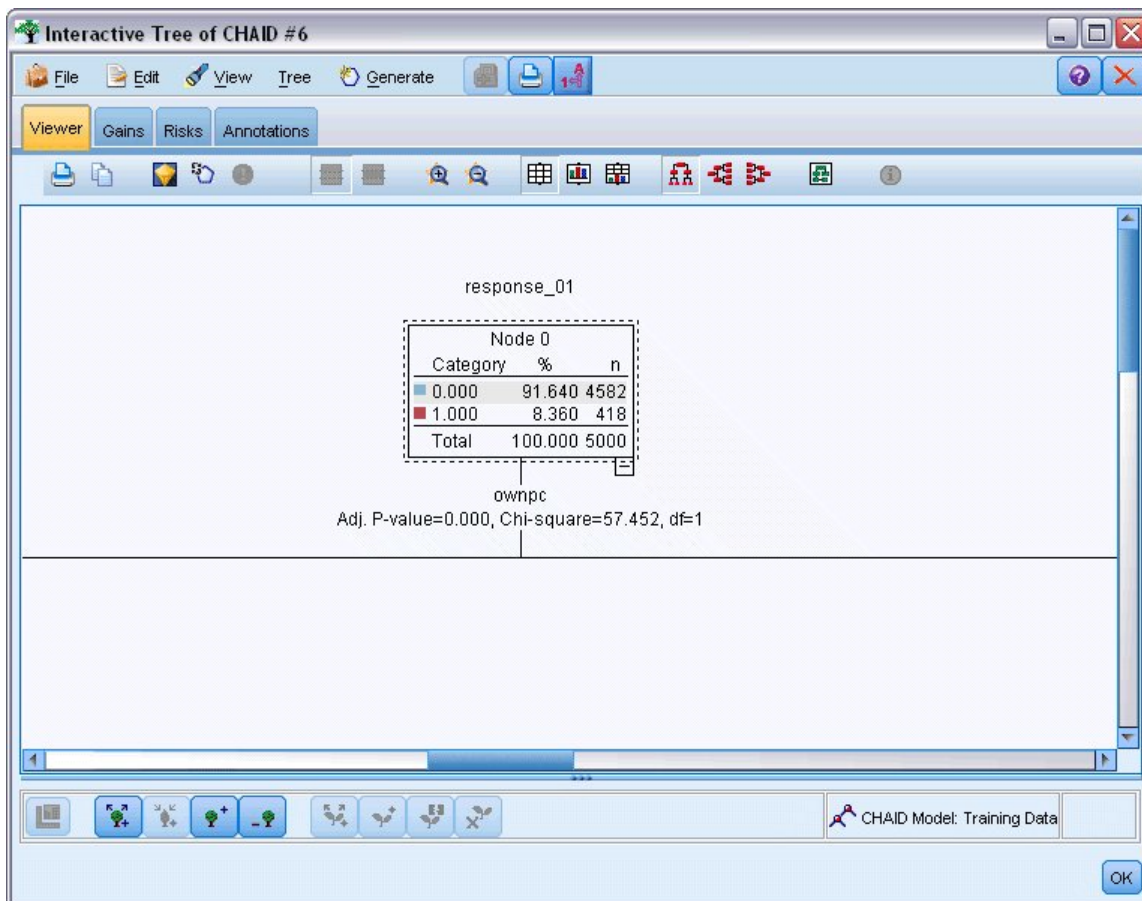 Interactive Tree of CHAID #6
File Edit View Tree Generate
Viewer Gains Risks Annotations
response_01
Node 0
Category % n
0.000 91.640 4582
1.000 8.360 418
Total 100.000 5000
ownpc
Adj. P-value=0.000, Chi-square=57.452, df=1
CHAID Model: Training Data
OK